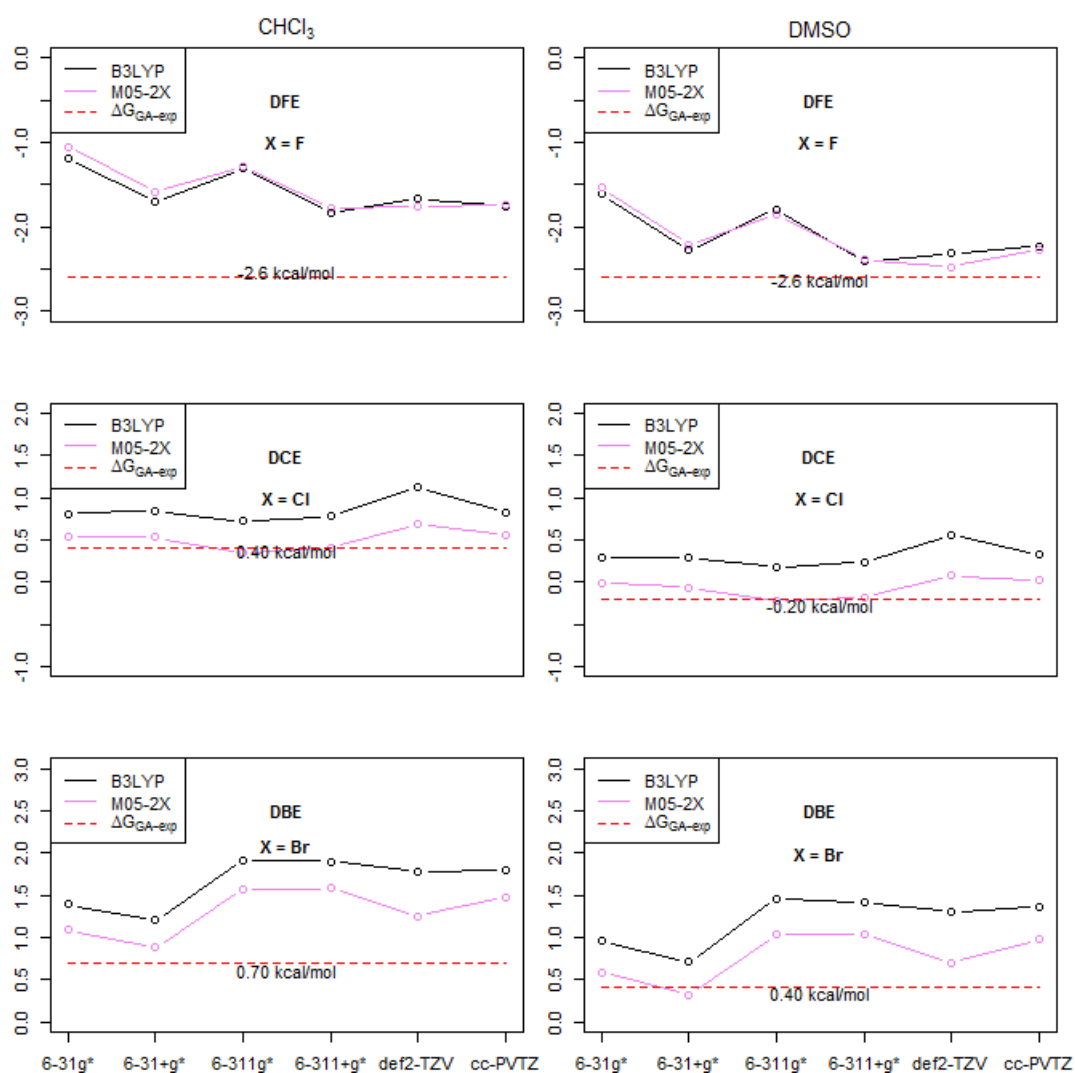 CHCl3
DMSO
0.0
-1.0
-2.0
-3.0
B3LYP
M05-2X
ΔGGA-exp
DFE
X = F
-2.6 kcal/mol
0.0
-1.0
-2.0
-3.0
B3LYP
M05-2X
ΔGGA-exp
DFE
X = F
-2.6 kcal/mol
2.0
1.5
1.0
0.5
0.0
-1.0
B3LYP
M05-2X
ΔGGA-exp
DCE
X = Cl
0.40 kcal/mol
2.0
1.5
1.0
0.5
0.0
-1.0
B3LYP
M05-2X
ΔGGA-exp
DCE
X = Cl
-0.20 kcal/mol
3.0
2.5
2.0
1.5
1.0
0.5
0.0
B3LYP
M05-2X
ΔGGA-exp
DBE
X = Br
0.70 kcal/mol
3.0
2.5
2.0
1.5
1.0
0.5
0.0
B3LYP
M05-2X
ΔGGA-exp
DBE
X = Br
0.40 kcal/mol
6-31g* 6-31+g* 6-311g* 6-311+g* def2-TZV cc-PVTZ
6-31g* 6-31+g* 6-311g* 6-311+g* def2-TZV cc-PVTZ